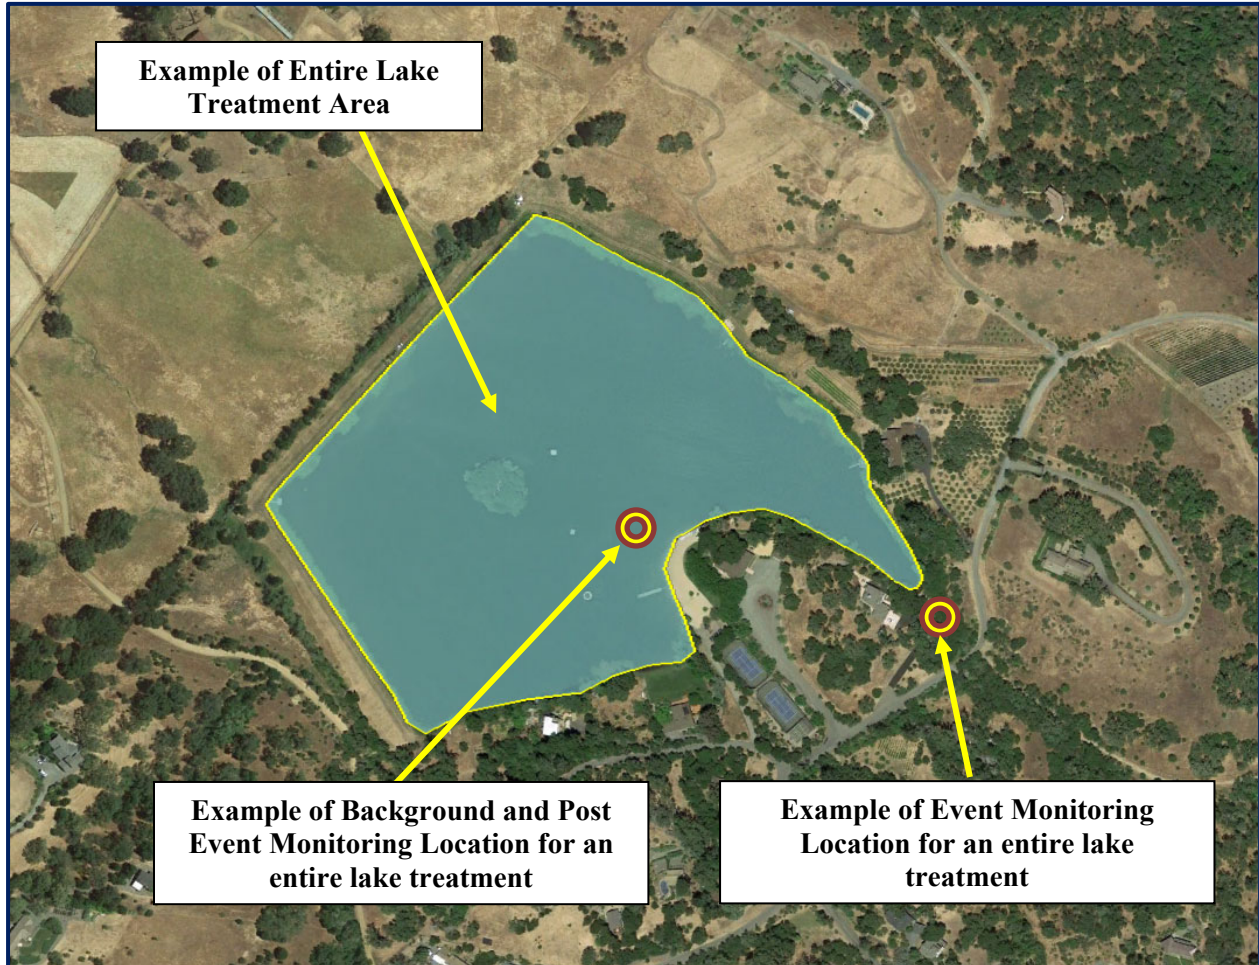 Example of Entire Lake
Treatment Area
Example of Background and Post
Event Monitoring Location for an
entire lake treatment
Example of Event Monitoring
Location for an entire lake
treatment